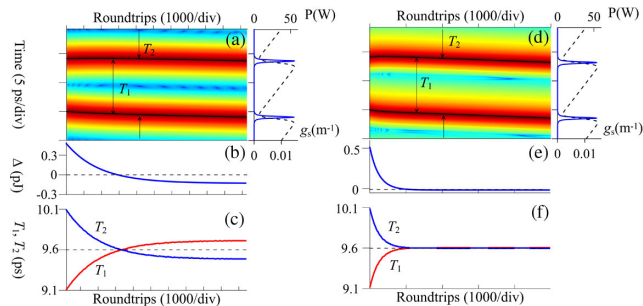 Roundtrips (1000/div)
P(W)
0
50
Time (5 ps/div)
(a)
T₂
T₁
gₛ(m⁻¹)
0
0.01
(b)
0.3
0
-0.3
Δ (pJ)
(c)
10.1
9.6
9.1
T₁, T₂ (ps)
T₂
T₁
Roundtrips (1000/div)
Roundtrips (1000/div)
P(W)
0
50
(d)
T₂
T₁
gₛ(m⁻¹)
0
0.01
(e)
0.5
0
(f)
10.1
9.6
9.1
T₂
T₁
Roundtrips (1000/div)